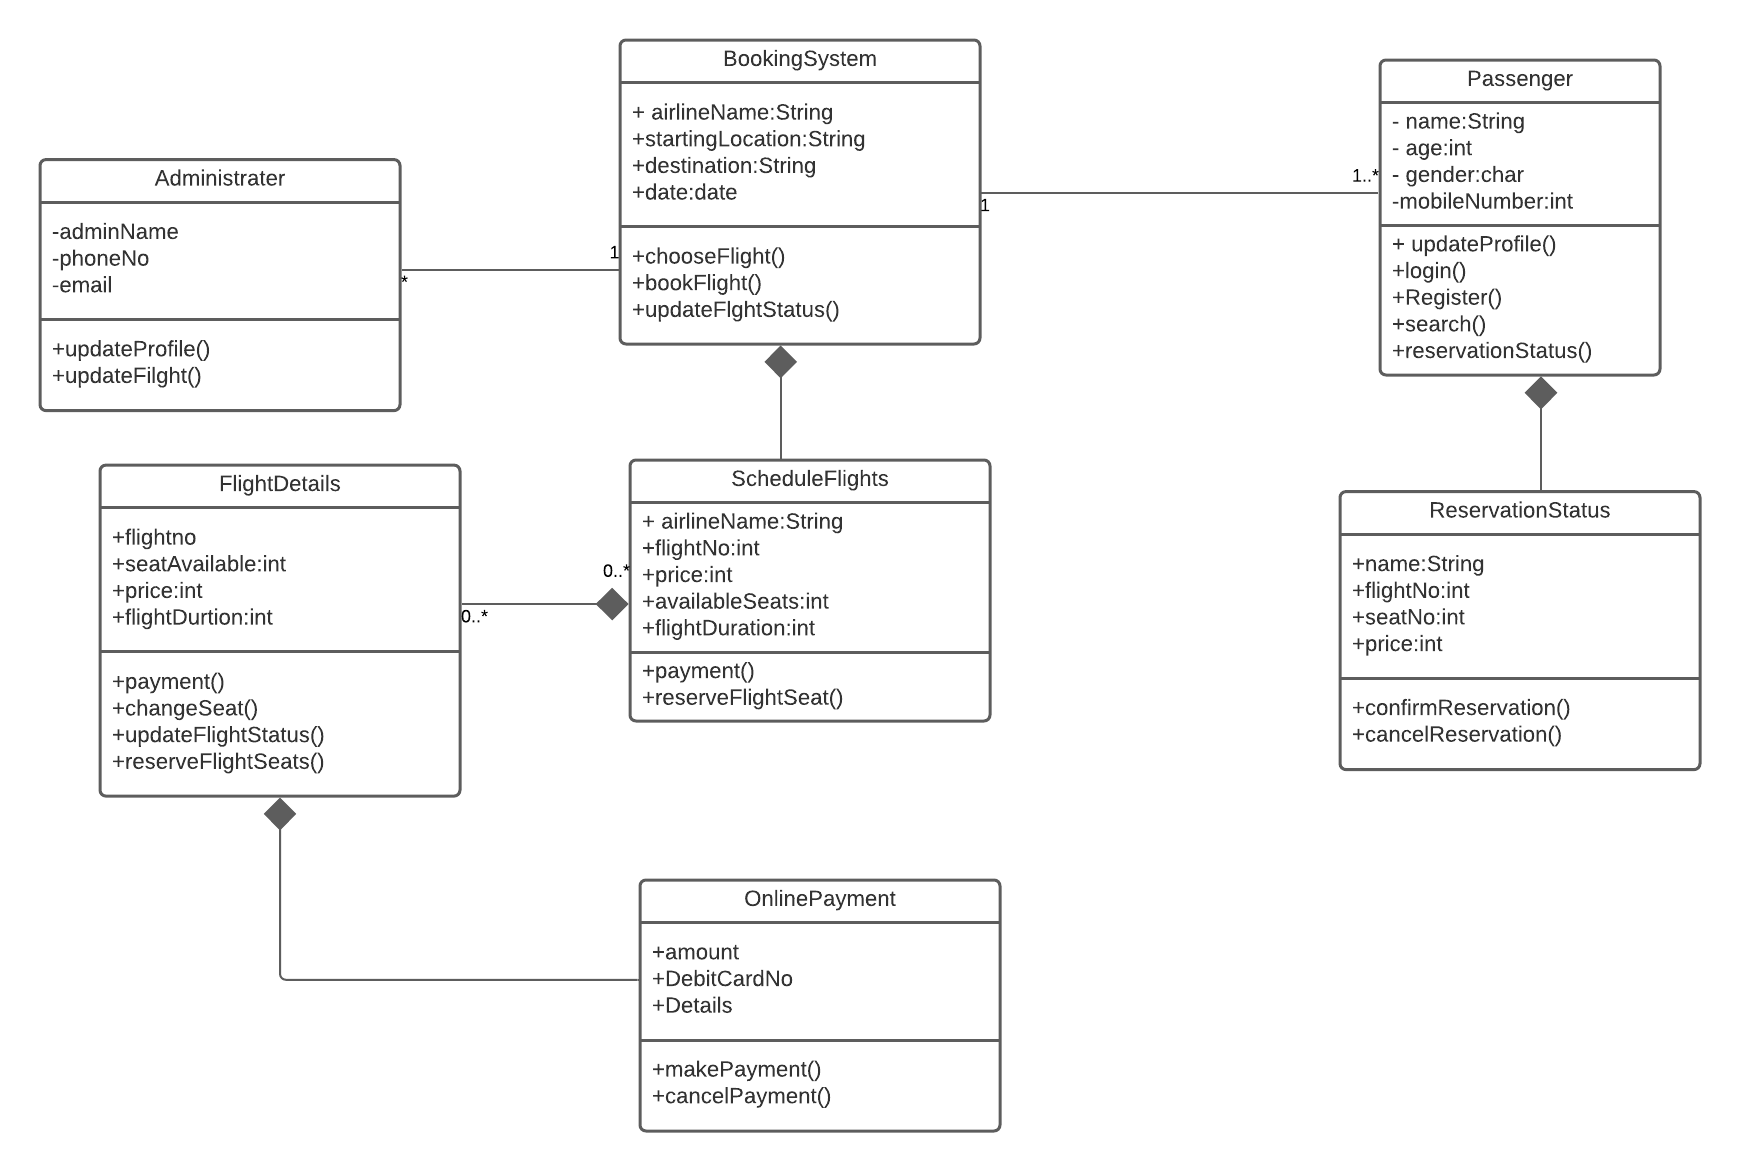 BookingSystem
+ airlineName:String
+startingLocation:String
+destination:String
+date:date
+chooseFlight()
+bookFlight()
+updateFlghtStatus()
Passenger
- name:String
- age:int
- gender:char
-mobileNumber:int
+ updateProfile()
+login()
+Register()
+search()
+reservationStatus()
1..*
1
Administrater
-adminName
-phoneNo
-email
+updateProfile()
+updateFilght()
1
*
FlightDetails
+flightno
+seatAvailable:int
+price:int
+flightDurtion:int
+payment()
+changeSeat()
+updateFlightStatus()
+reserveFlightSeats()
0..*
0..*
ScheduleFlights
+ airlineName:String
+flightNo:int
+price:int
+availableSeats:int
+flightDuration:int
+payment()
+reserveFlightSeat()
ReservationStatus
+name:String
+flightNo:int
+seatNo:int
+price:int
+confirmReservation()
+cancelReservation()
OnlinePayment
+amount
+DebitCardNo
+Details
+makePayment()
+cancelPayment()